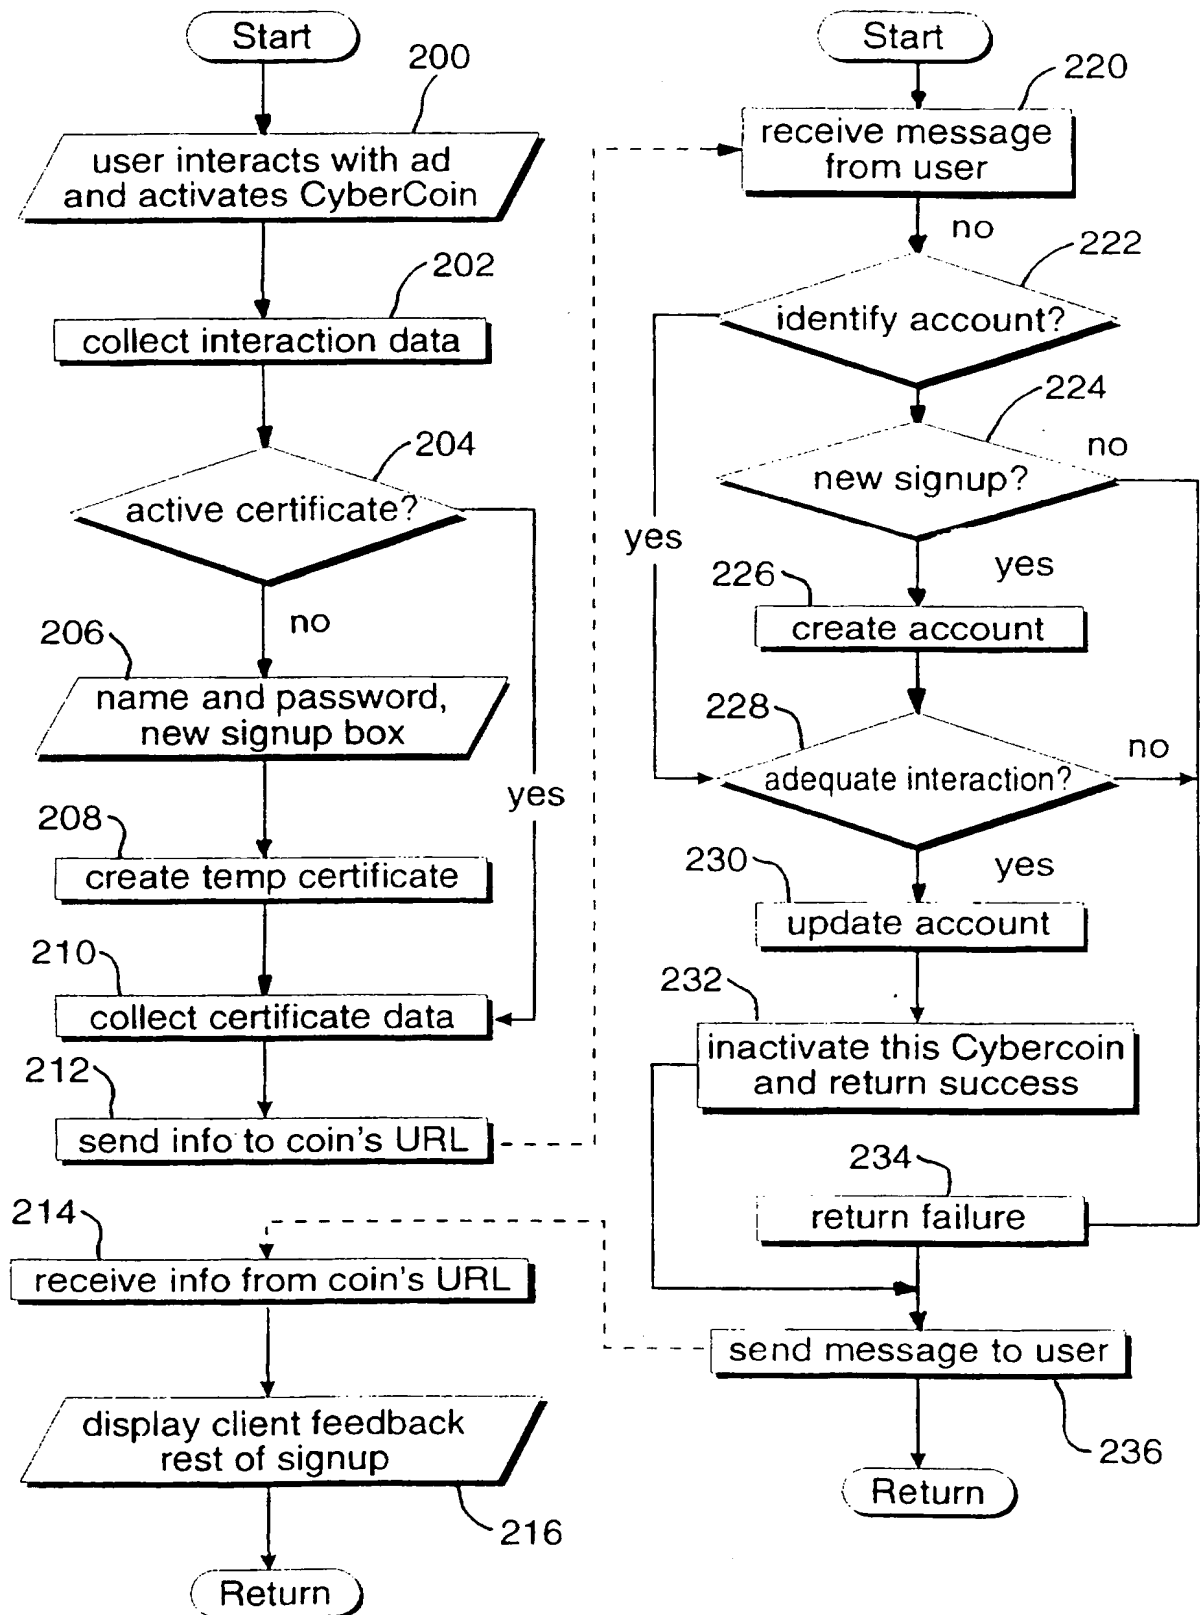 Start
200
user interacts with ad
and activates CyberCoin
202
collect interaction data
204
active certificate?
no
yes
206
name and password,
new signup box
208
create temp certificate
210
collect certificate data
212
send info to coin's URL
214
receive info from coin's URL
display client feedback
rest of signup
216
Return
Start
220
receive message
from user
no
222
identify account?
yes
224
new signup?
no
yes
226
create account
228
adequate interaction?
no
yes
230
update account
232
inactivate this Cybercoin
and return success
234
return failure
send message to user
236
Return